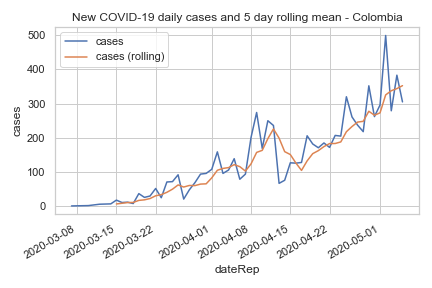 New COVID-19 daily cases and 5 day rolling mean - Colombia
cases
cases (rolling)
500
400
300
200
100
0
cases
2020-03-08
2020-03-15
2020-03-22
2020-04-01
2020-04-08
2020-04-15
2020-04-22
2020-05-01
dateRep